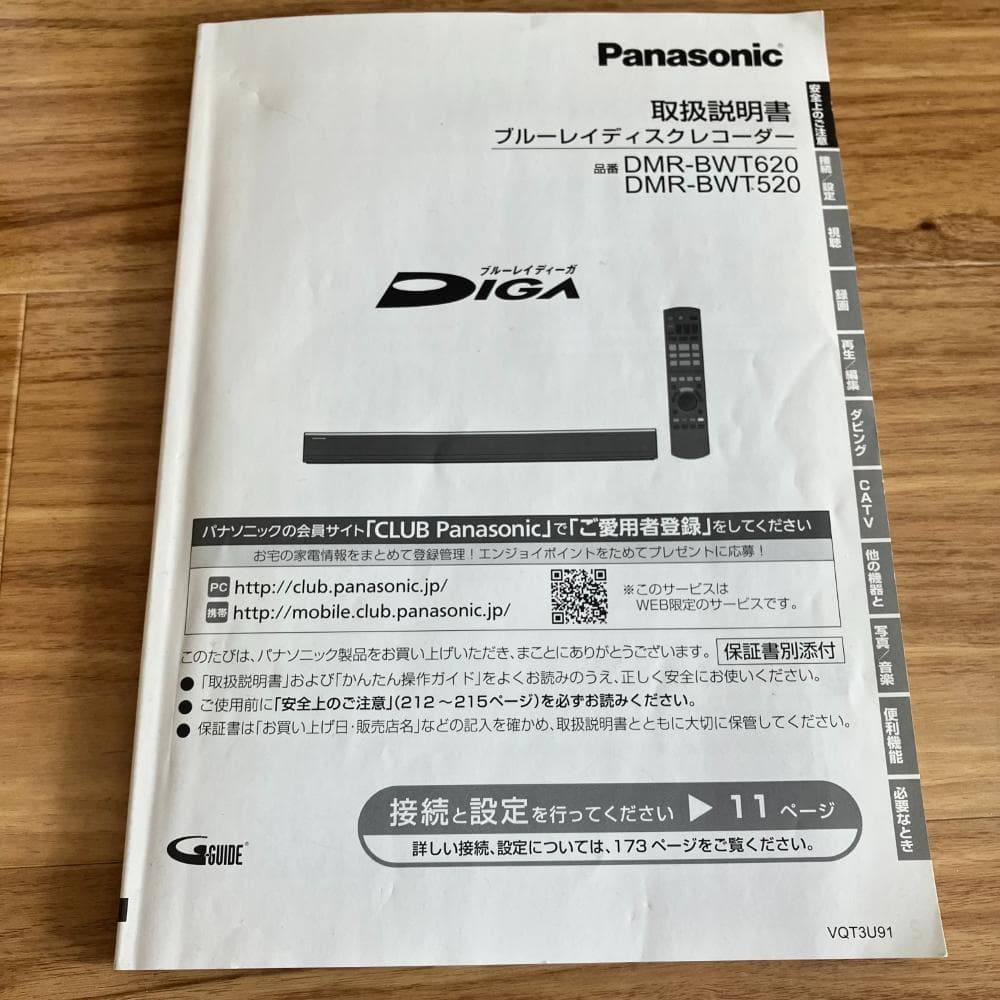 Panasonic
取扱説明書
ブルーレイディスクレコーダー
品番 DMR-BWT620
DMR-BWT520
ブルーレイディーガ
DIGA
パナソニックの会員サイト「CLUB Panasonic」で「ご愛用者登録」をしてください
お宅の家電情報をまとめて登録管理！エンジョイポイントをためてプレゼントに応募！
PC http://club.panasonic.jp/
携帯 http://mobile.club.panasonic.jp/
※このサービスは
WEB限定のサービスです。
このたびは、パナソニック製品をお買い上げいただき、まことにありがとうございます。 保証書別添付
● 「取扱説明書」および「かんたん操作ガイド」をよくお読みのうえ、正しく安全にお使いください。
● ご使用前に「安全上のご注意」(212～215ページ)を必ずお読みください。
● 保証書は「お買い上げ日・販売店名」などの記入を確かめ、取扱説明書とともに大切に保管してください。
接続と設定を行ってください ▶ 11 ページ
詳しい接続、設定については、173 ページをご覧ください。
G-GUIDE®
VQT3U91
安全上のご注意
接続／設定
視聴
録画
再生／編集
ダビング
CATV
他の機器と
写真／音楽
便利機能
必要なとき